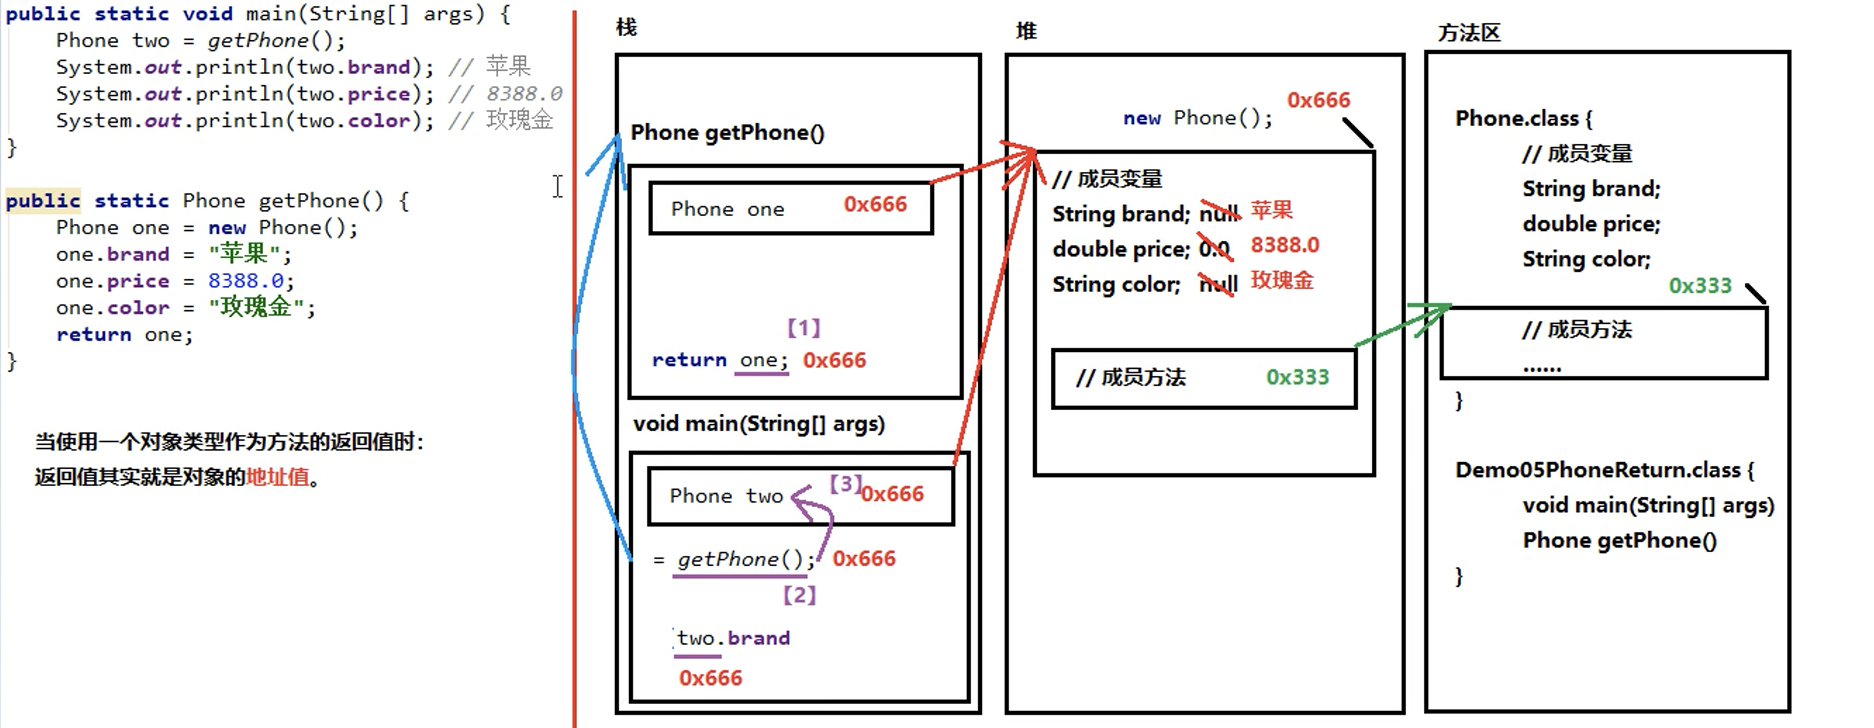 public static void main(String[] args) {
Phone two = getPhone();
System.out.println(two.brand); // 苹果
System.out.println(two.price); // 8388.0
System.out.println(two.color); // 玫瑰金
}
public static Phone getPhone() {
Phone one = new Phone();
one.brand = "苹果";
one.price = 8388.0;
one.color = "玫瑰金";
return one;
}
当使用一个对象类型作为方法的返回值时：
返回值其实就是对象的地址值。
栈
Phone getPhone()
Phone one 0x666
【1】
return one; 0x666
void main(String[] args)
Phone two 【3】 0x666
= getPhone(); 0x666
【2】
two.brand
0x666
堆
0x666
new Phone();
// 成员变量
String brand; null 苹果
double price; 0.0 8388.0
String color; null 玫瑰金
// 成员方法 0x333
方法区
Phone.class {
// 成员变量
String brand;
double price;
String color;
0x333
// 成员方法
......
}
Demo05PhoneReturn.class {
void main(String[] args)
Phone getPhone()
}